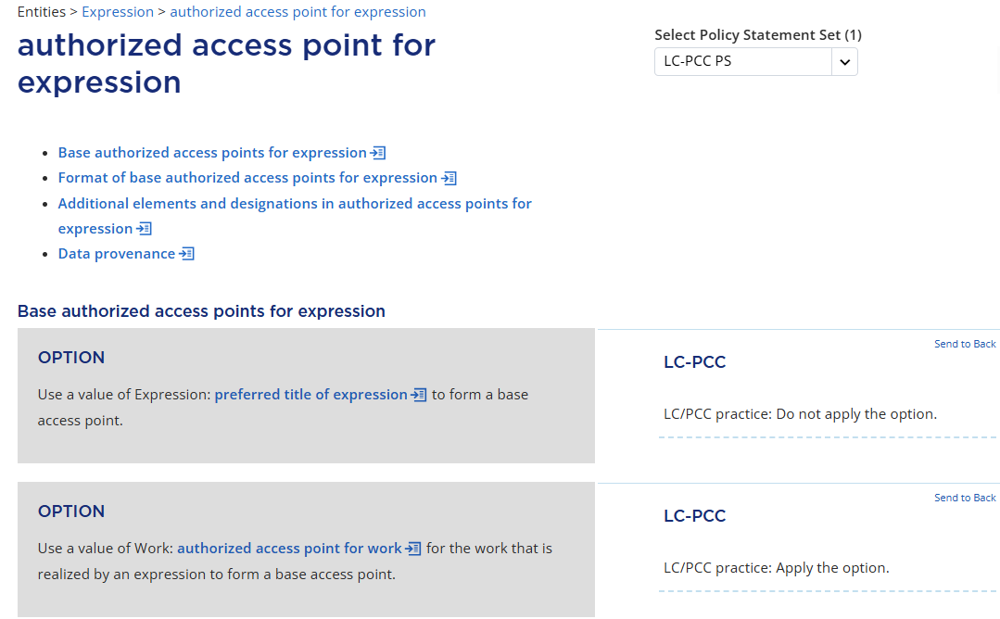 Entities > Expression > authorized access point for expression
authorized access point for
expression
Select Policy Statement Set (1)
LC-PCC PS
Base authorized access points for expression
Format of base authorized access points for expression
Additional elements and designations in authorized access points for
expression
Data provenance
Base authorized access points for expression
OPTION
Use a value of Expression: preferred title of expression to form a base
access point.
Send to Back
LC-PCC
LC/PCC practice: Do not apply the option.
OPTION
Use a value of Work: authorized access point for work for the work that is
realized by an expression to form a base access point.
Send to Back
LC-PCC
LC/PCC practice: Apply the option.